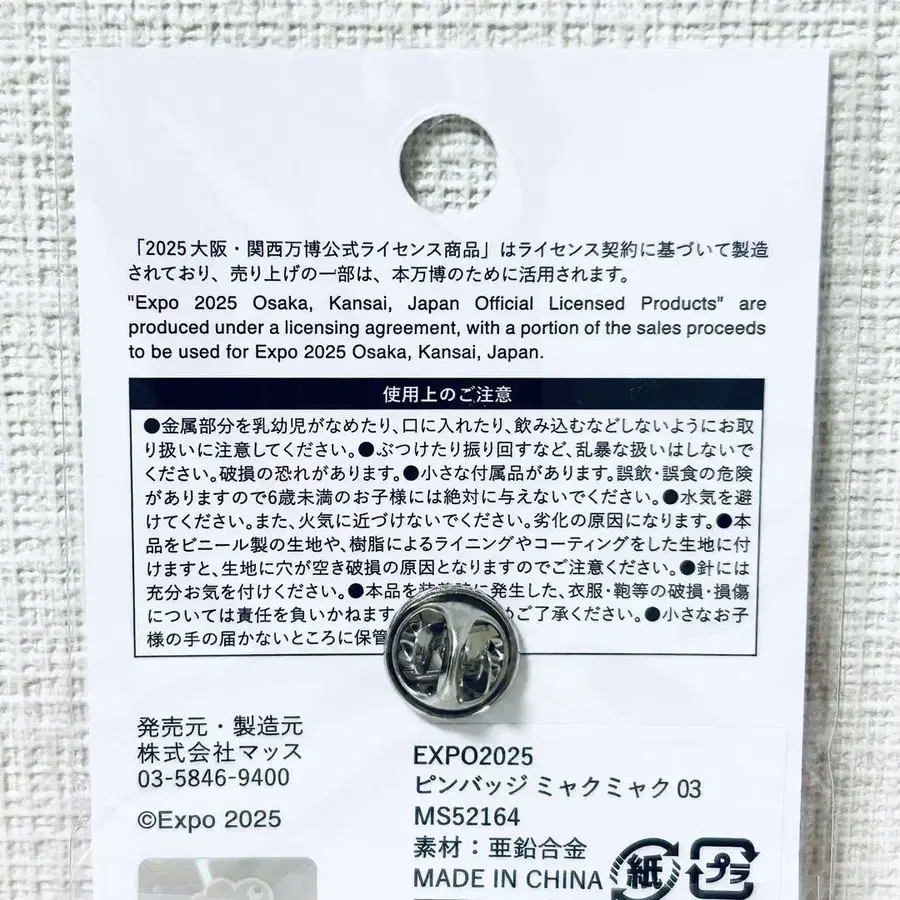 「2025大阪・関西万博公式ライセンス商品」はライセンス契約に基づいて製造
されており、売り上げの一部は、本万博のために活用されます。
"Expo 2025 Osaka, Kansai, Japan Official Licensed Products" are
produced under a licensing agreement, with a portion of the sales proceeds
to be used for Expo 2025 Osaka, Kansai, Japan.
使用上のご注意
●金属部分を乳幼児がなめたり、口に入れたり、飲み込むなどしないようにお取
り扱いに注意してください。●ぶつけたり振り回すなど、乱暴な扱いはしないで
ください。破損の恐れがあります。●小さな付属品があります。誤飲・誤食の危険
がありますので6歳未満のお子様には絶対に与えないでください。●水気を避
けてください。また、火気に近づけないでください。劣化の原因になります。●本
品をビニール製の生地や、樹脂によるライニングやコーティングをした生地に付
けますと、生地に穴が空き破損の原因となりますのでご注意ください。●針には
充分お気を付けください。●本品を装着時に発生した、衣服・鞄等の破損・損傷
については責任を負いかねます めご了承ください。●小さなお子
様の手の届かないところに保管
発売元・製造元
株式会社マッス
03-5846-9400
©Expo 2025
EXPO2025
ピンバッジ ミャクミャク 03
MS52164
素材：亜鉛合金
MADE IN CHINA
紙
プラ